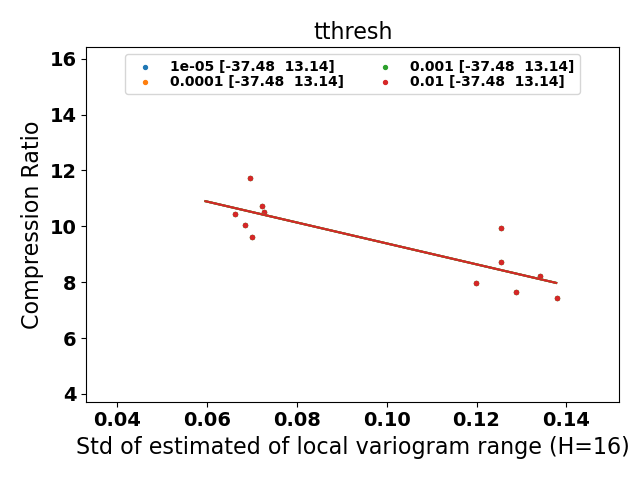 tthresh
1e-05 [-37.48  13.14]
0.0001 [-37.48  13.14]
0.001 [-37.48  13.14]
0.01 [-37.48  13.14]
16
14
12
10
8
6
4
Compression Ratio
0.04 0.06 0.08 0.10 0.12 0.14
Std of estimated of local variogram range (H=16)